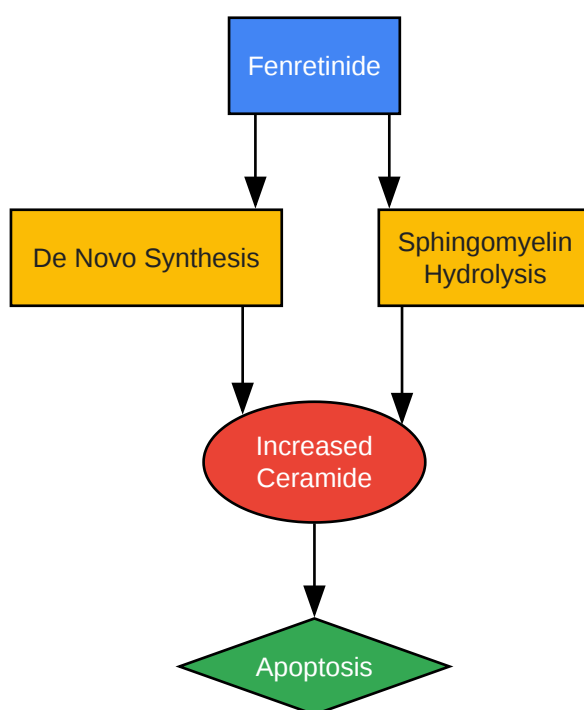 Fenretinide
De Novo Synthesis
Sphingomyelin
Hydrolysis
Increased
Ceramide
Apoptosis